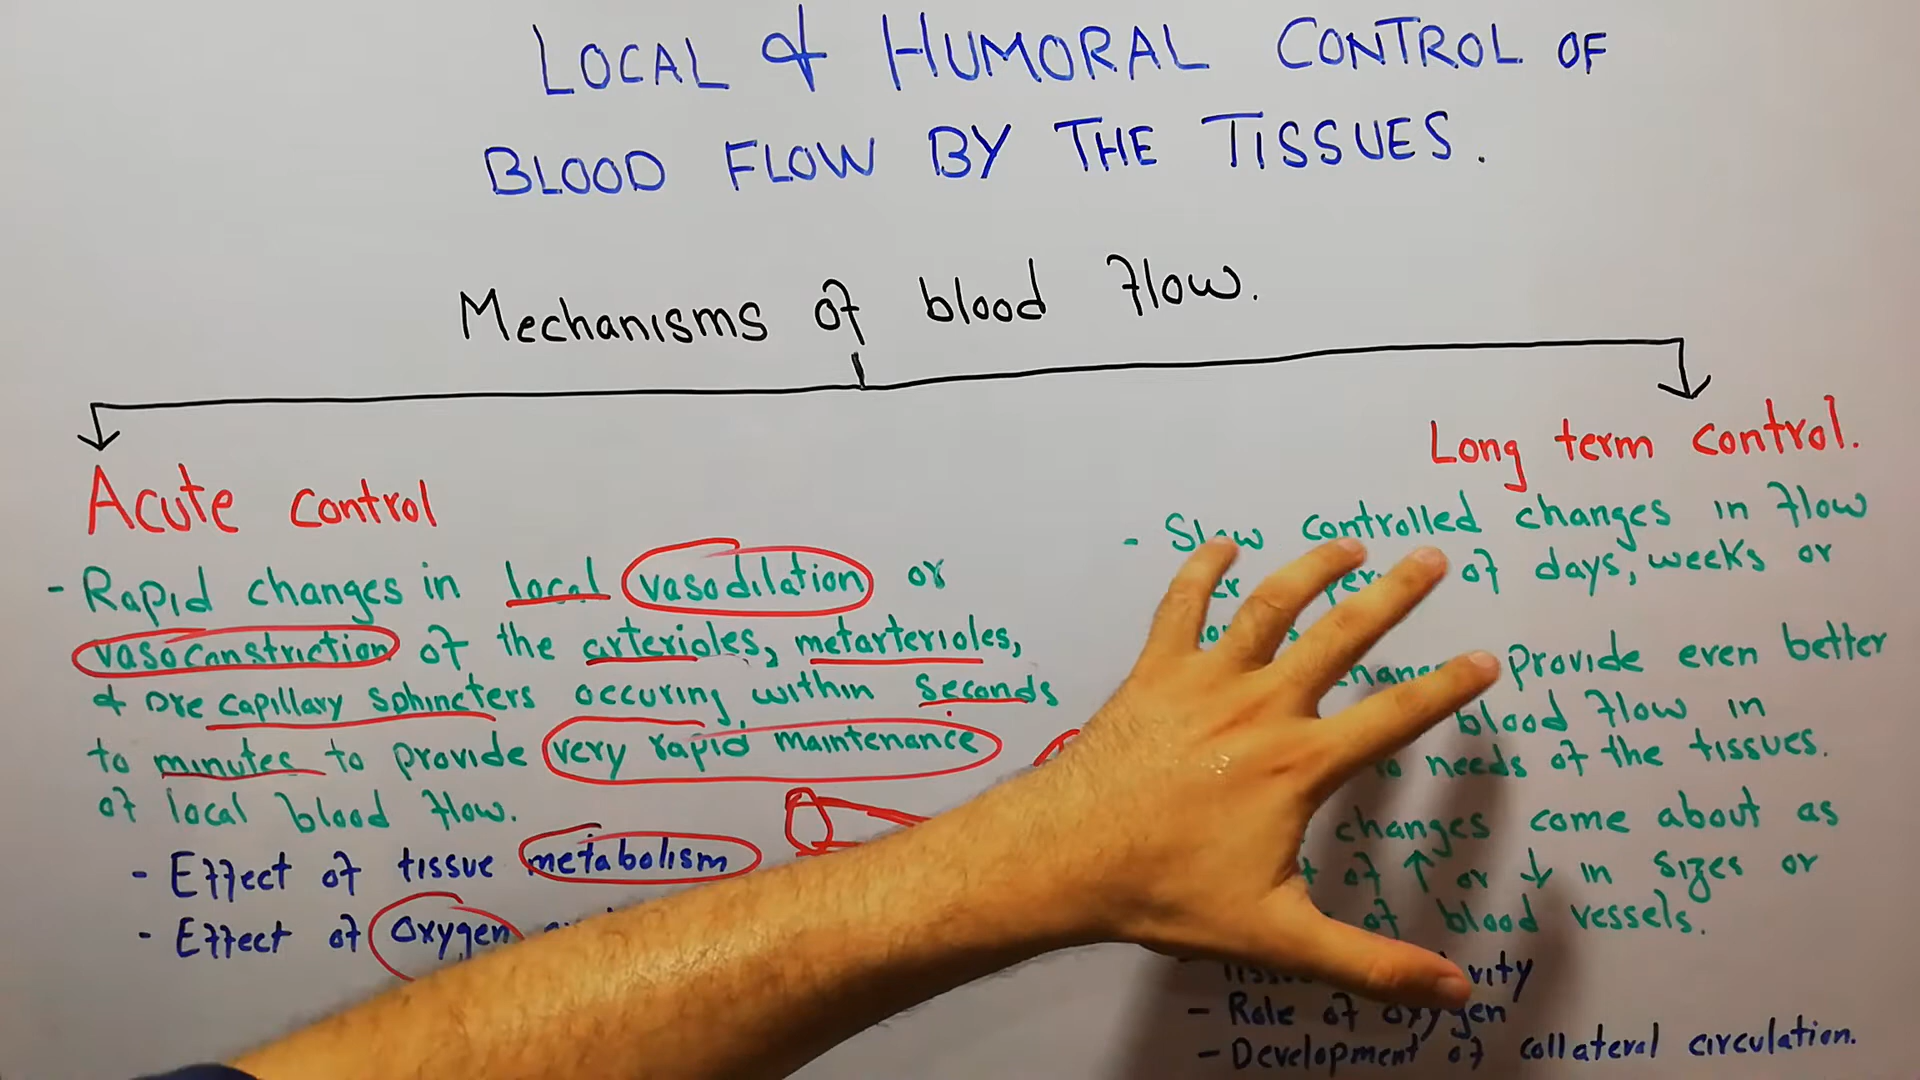 LOCAL & HUMORAL CONTROL OF
BLOOD FLOW BY THE TISSUES.
Mechanisms of blood flow.
Acute control
- Rapid changes in local vasodilation or
vasoconstriction of the arterioles, metarterioles,
& pre capillary sphincters occuring within seconds
to minutes to provide very rapid maintenance
of local blood flow.
- Effect of tissue metabolism
- Effect of oxygen
Long term control.
- Slow controlled changes in flow
of days, weeks or
provide even better
blood flow in
needs of the tissues.
changes come about as
of ↑ or ↓ in sizes or
of blood vessels.
- Role of oxygen
- Development of collateral circulation.